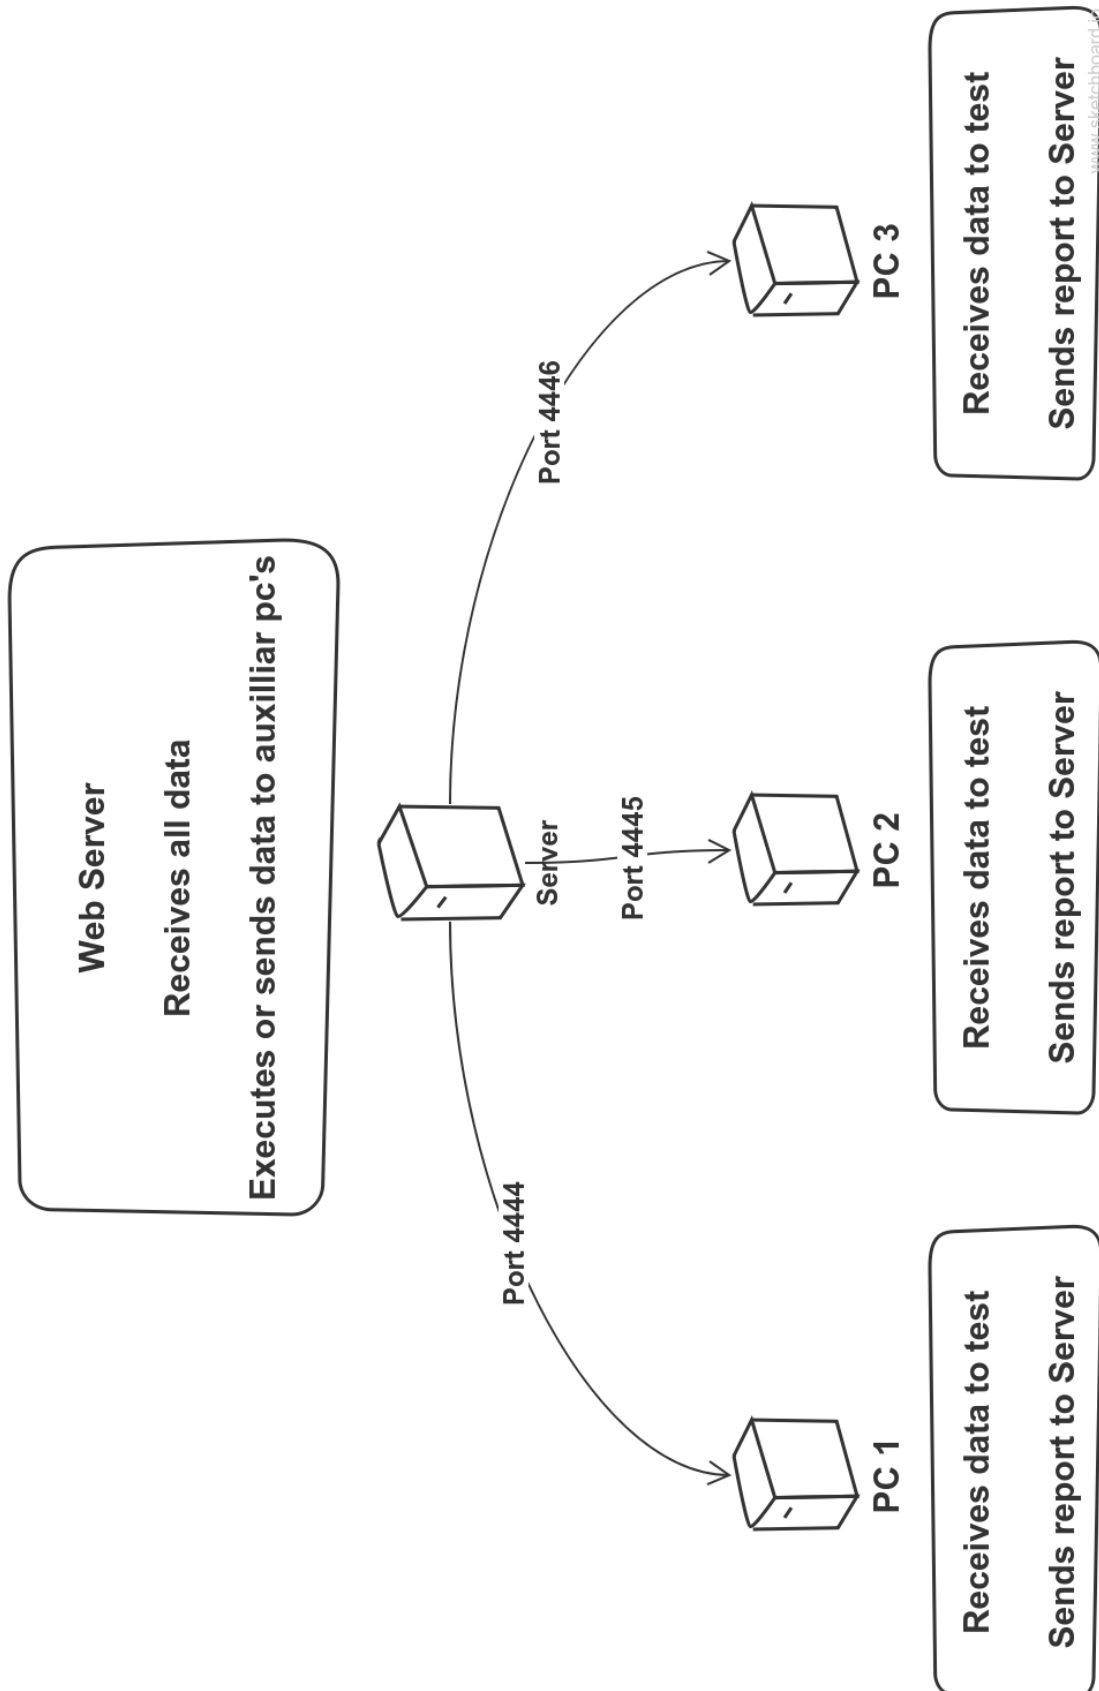 Web Server
Receives all data
Executes or sends data to auxilliar pc's
Server
Port 4444
Port 4445
Port 4446
PC 1
PC 2
PC 3
Receives data to test
Sends report to Server
Receives data to test
Sends report to Server
Receives data to test
Sends report to Server